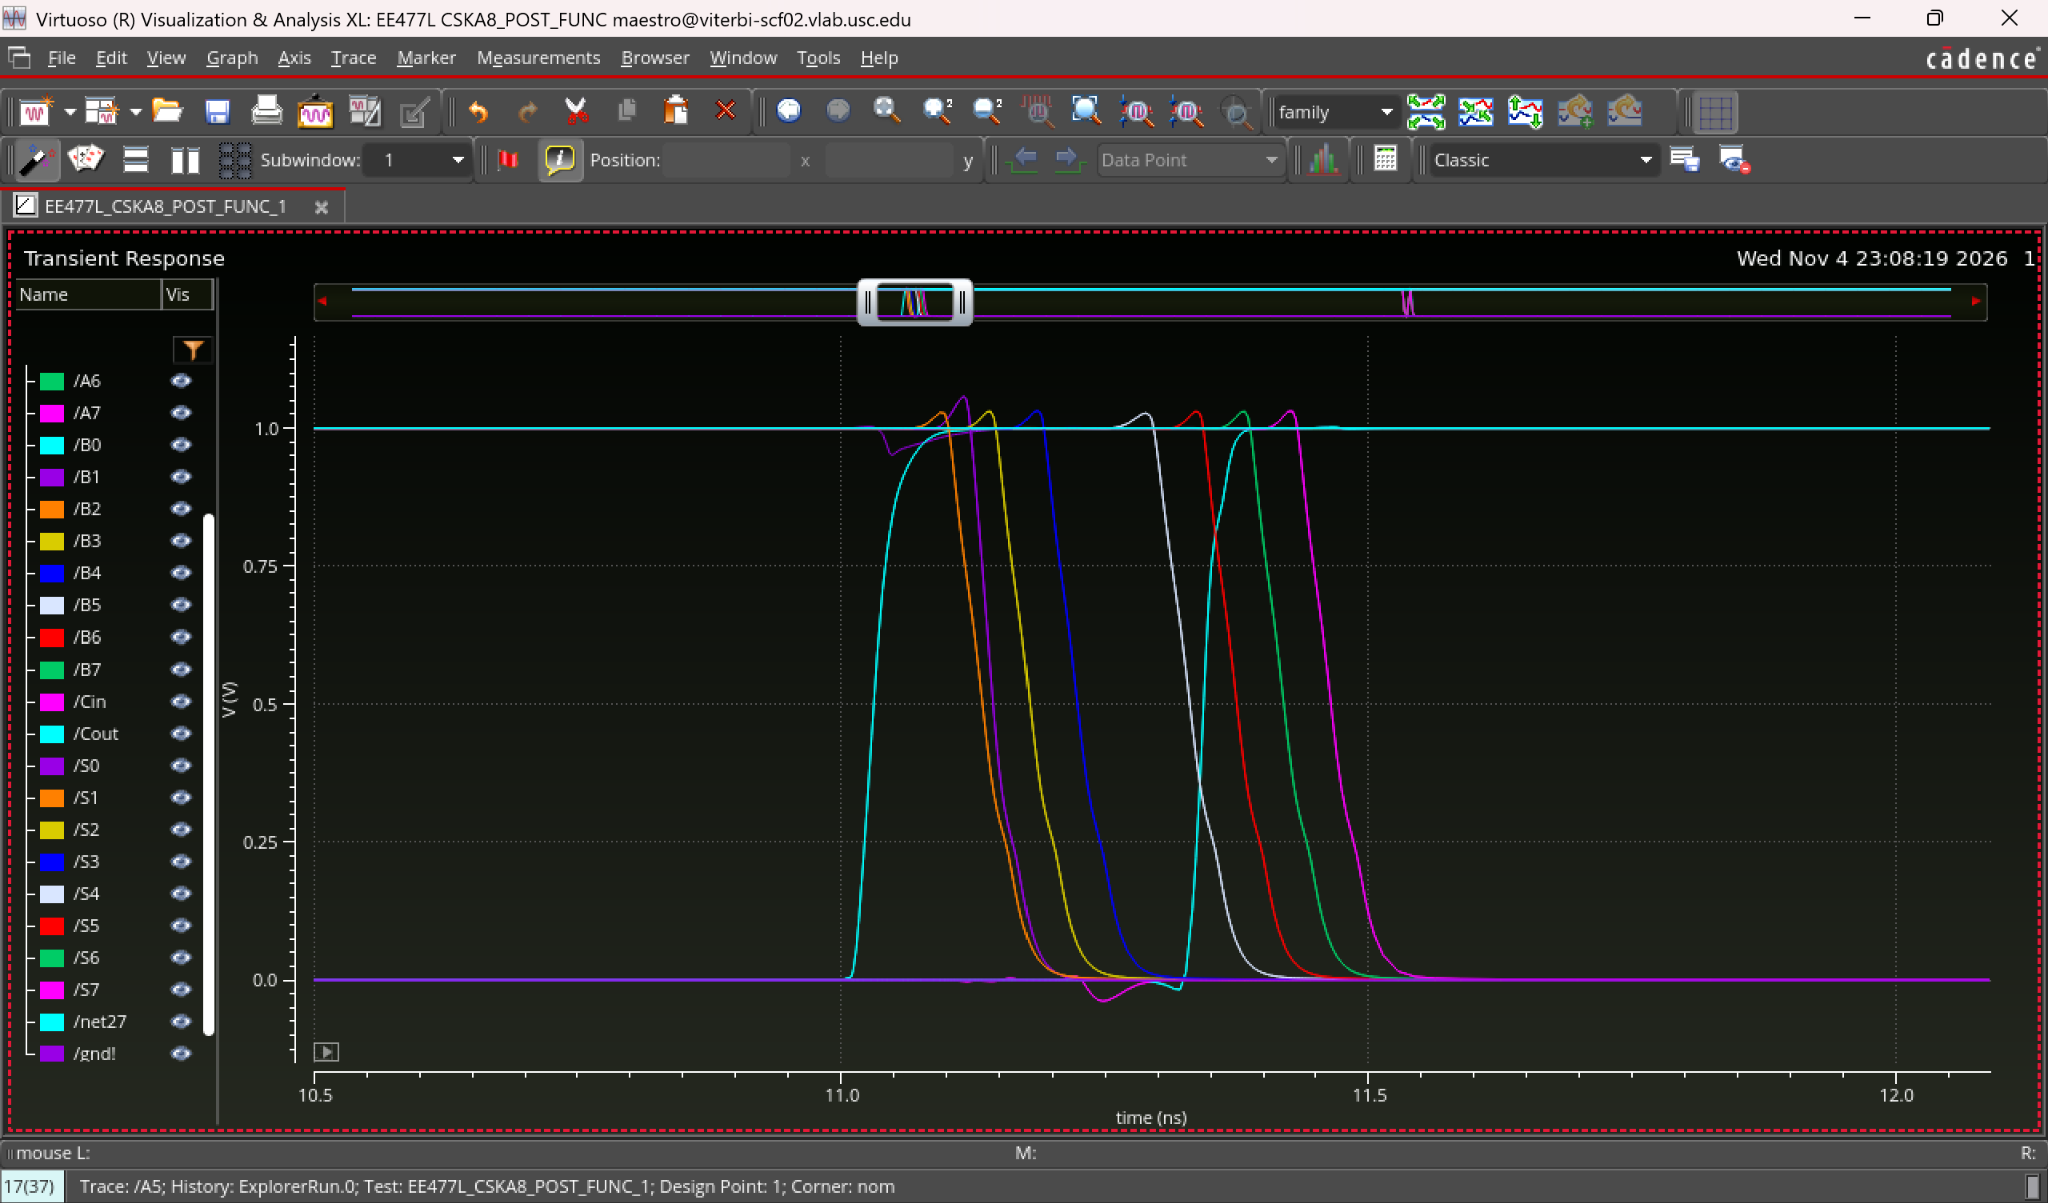 Virtuoso (R) Visualization & Analysis XL: EE477L CSKA8_POST_FUNC maestro@viterbi-scf02.vlab.usc.edu
File Edit View Graph Axis Trace Marker Measurements Browser Window Tools Help
cādence
family
Subwindow: 1
Position: x y
Data Point
Classic
EE477L_CSKA8_POST_FUNC_1
Transient Response
Wed Nov 4 23:08:19 2026 1
Name Vis
/A6
/A7
/B0
/B1
/B2
/B3
/B4
/B5
/B6
/B7
/Cin
/Cout
/S0
/S1
/S2
/S3
/S4
/S5
/S6
/S7
/net27
/gnd!
V (V)
1.0
0.75
0.5
0.25
0.0
10.5 11.0 11.5 12.0
time (ns)
mouse L: M: R:
17(37) Trace: /A5; History: ExplorerRun.0; Test: EE477L_CSKA8_POST_FUNC_1; Design Point: 1; Corner: nom